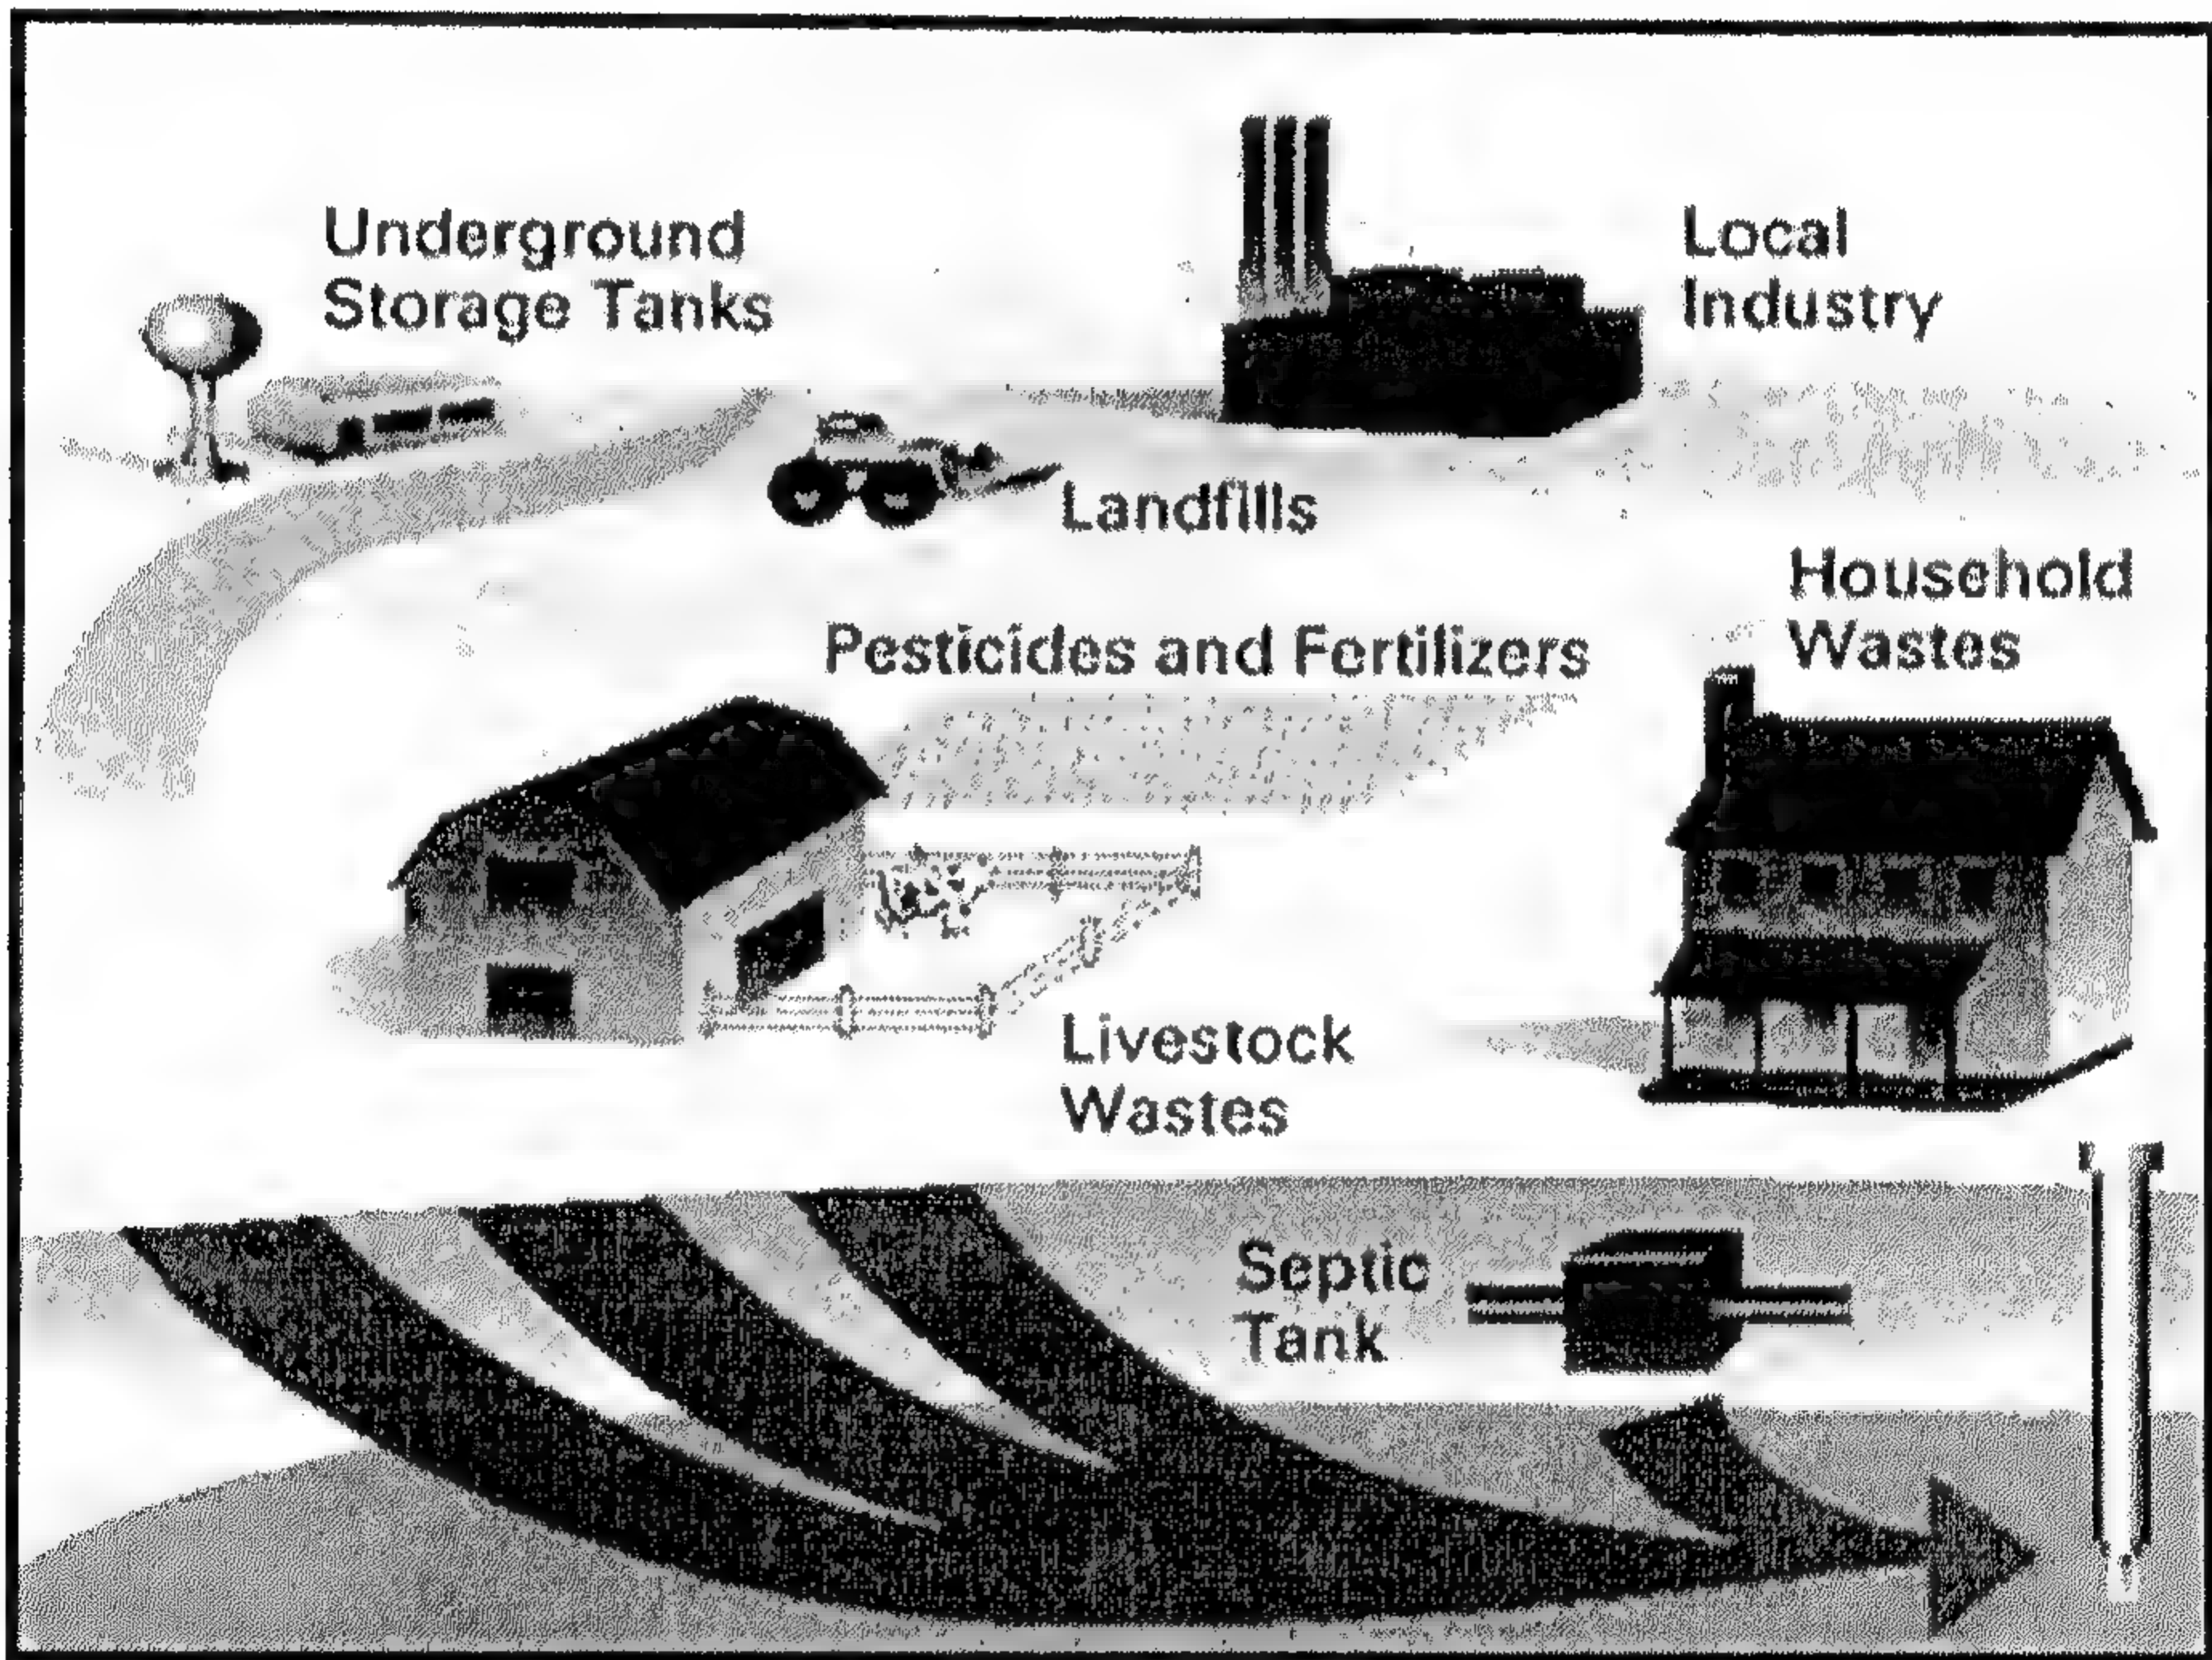 Underground
Storage Tanks
Local
Industry
Landfills
Household
Wastes
Pesticides and Fertilizers
Livestock
Wastes
Septic
Tank